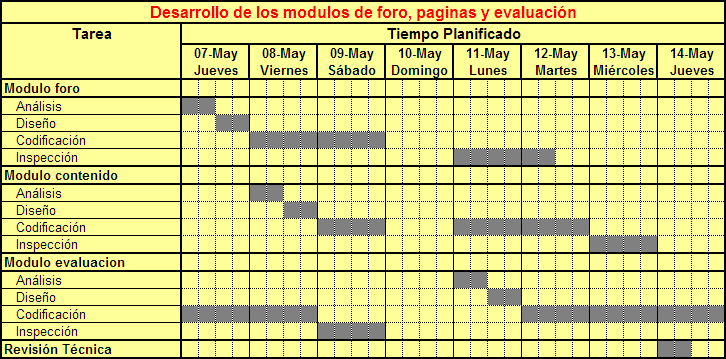 Desarrollo de los modulos de foro, paginas y evaluación
Tarea
Tiempo Planificado
07-May 08-May 09-May 10-May 11-May 12-May 13-May 14-May
Jueves Viernes Sábado Domingo Lunes Martes Miércoles Jueves
Modulo foro
Análisis
Diseño
Codificación
Inspección
Modulo contenido
Análisis
Diseño
Codificación
Inspección
Modulo evaluacion
Análisis
Diseño
Codificación
Inspección
Revisión Técnica